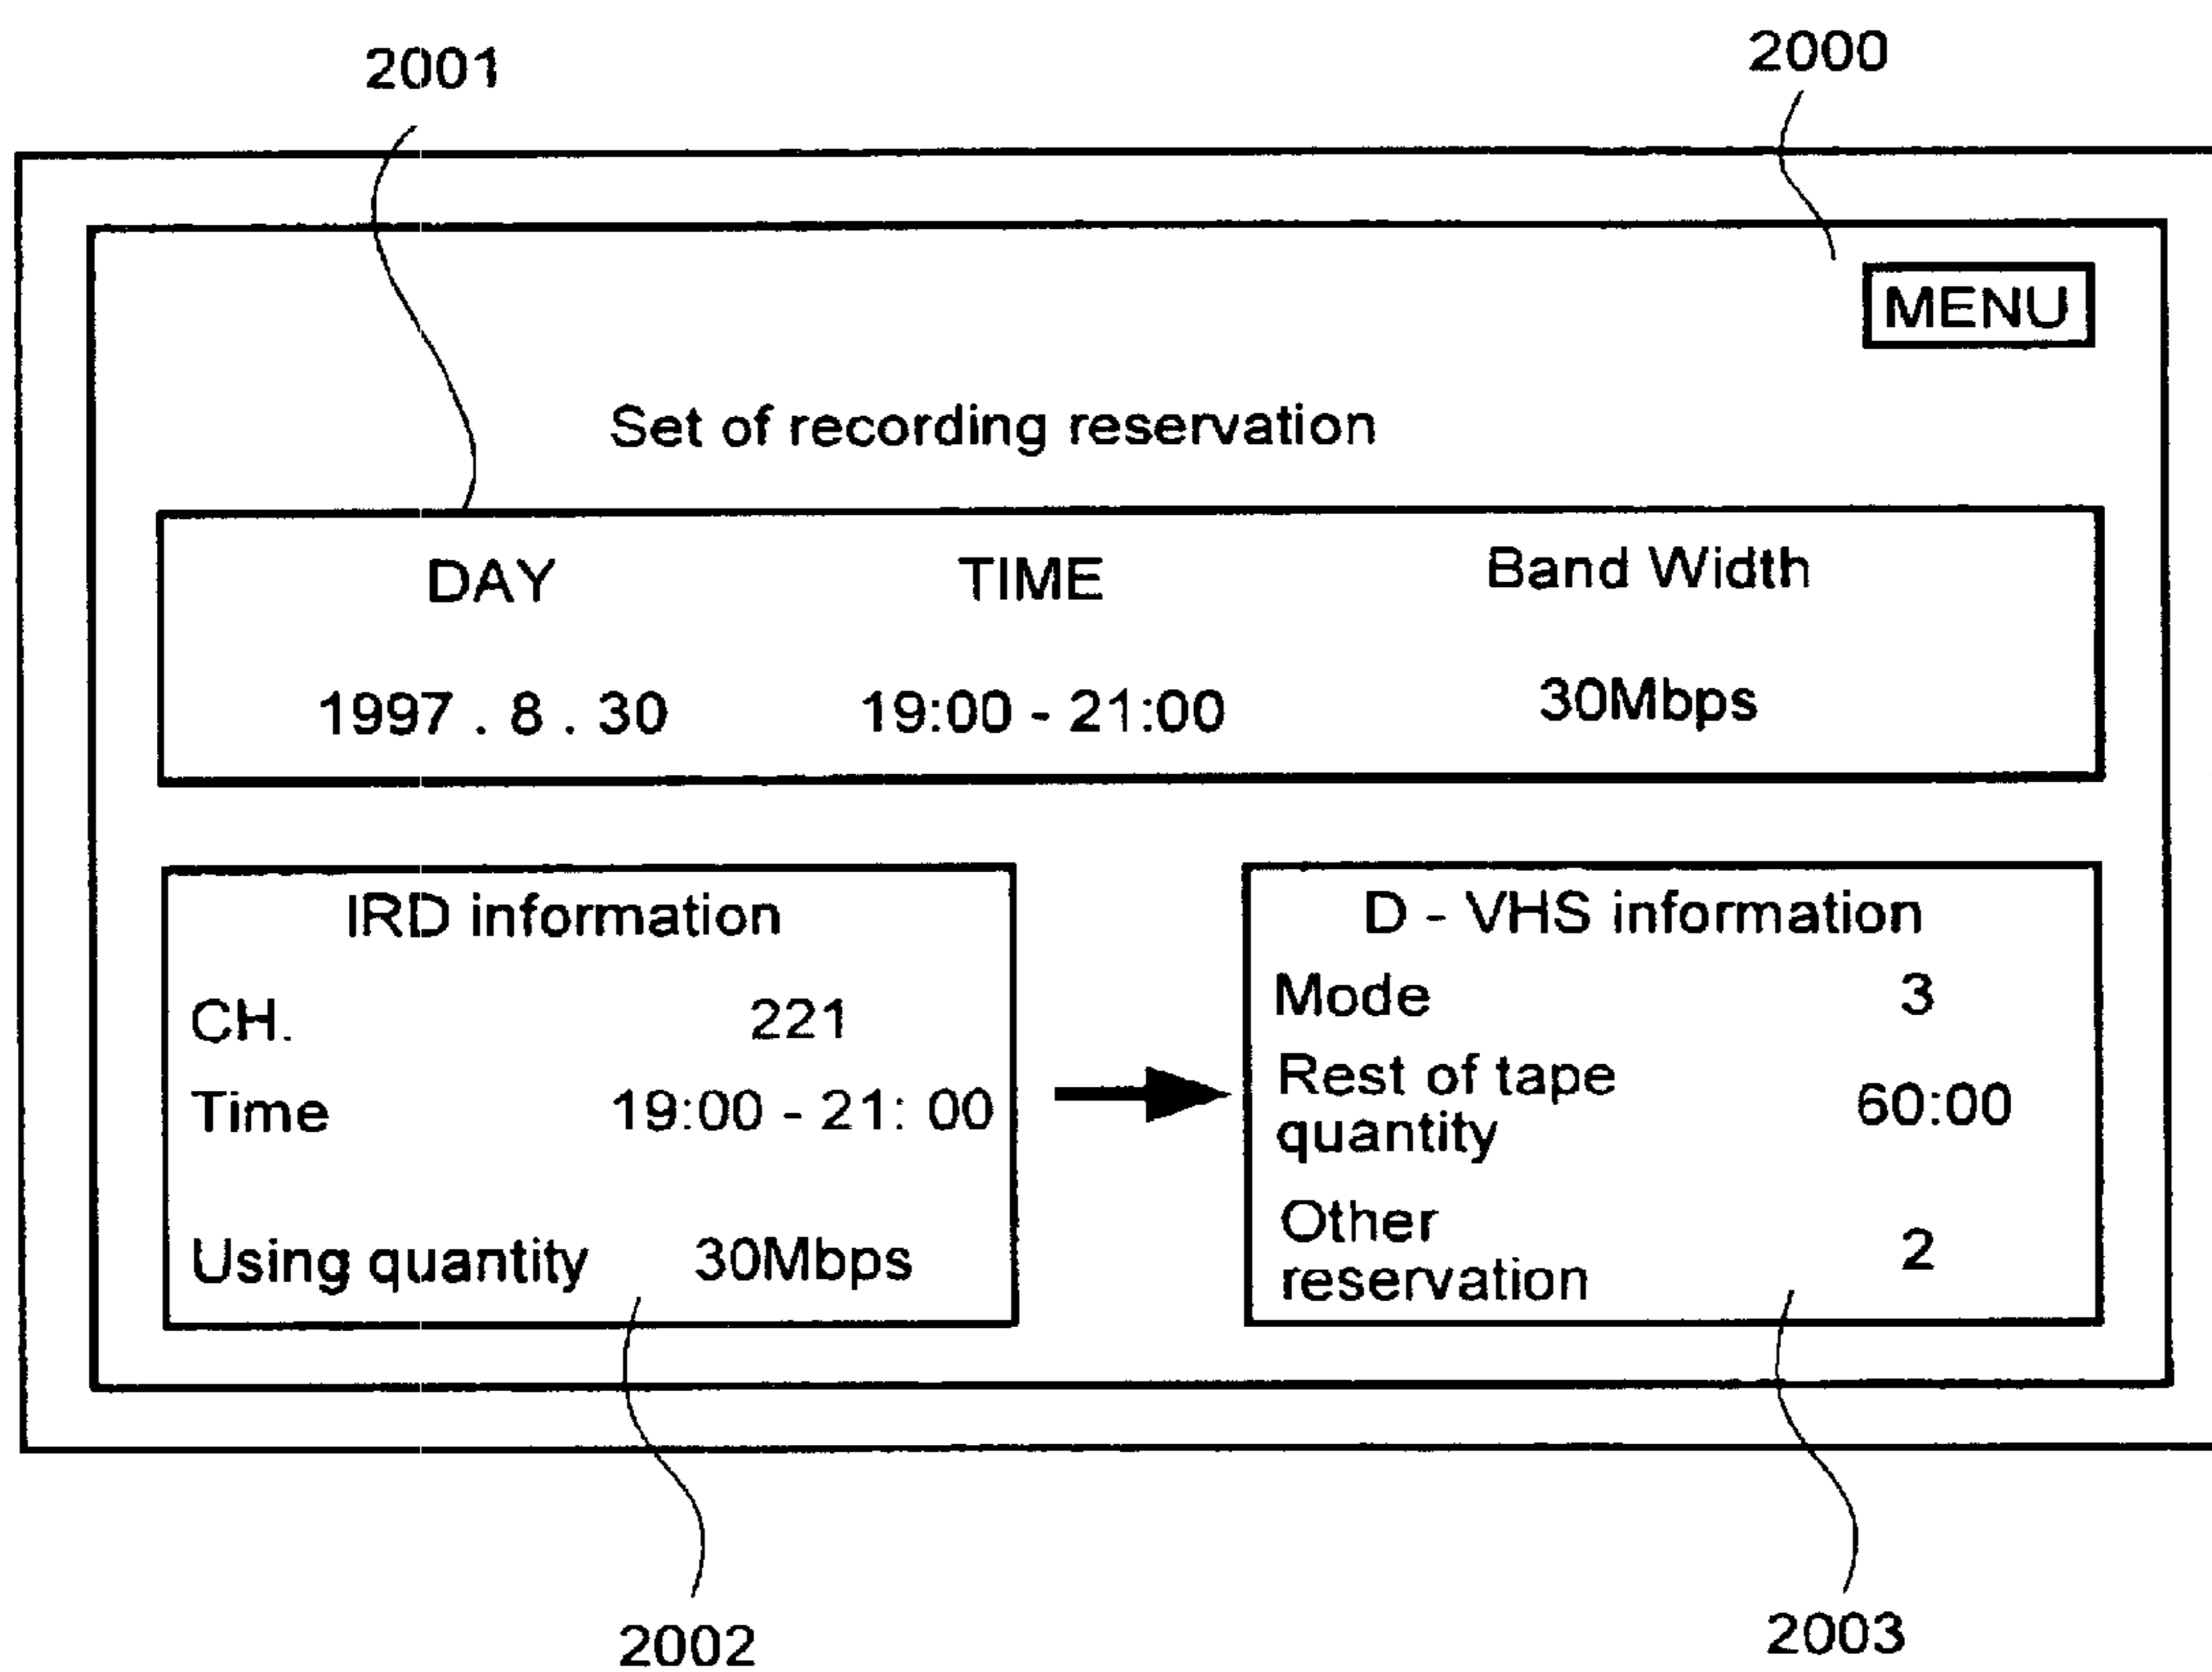 2001
2000
MENU
Set of recording reservation
DAY TIME Band Width
1997 . 8 . 30 19:00 - 21:00 30Mbps
IRD information
CH. 221
Time 19:00 - 21: 00
Using quantity 30Mbps
D - VHS information
Mode 3
Rest of tape
quantity 60:00
Other
reservation 2
2002
2003